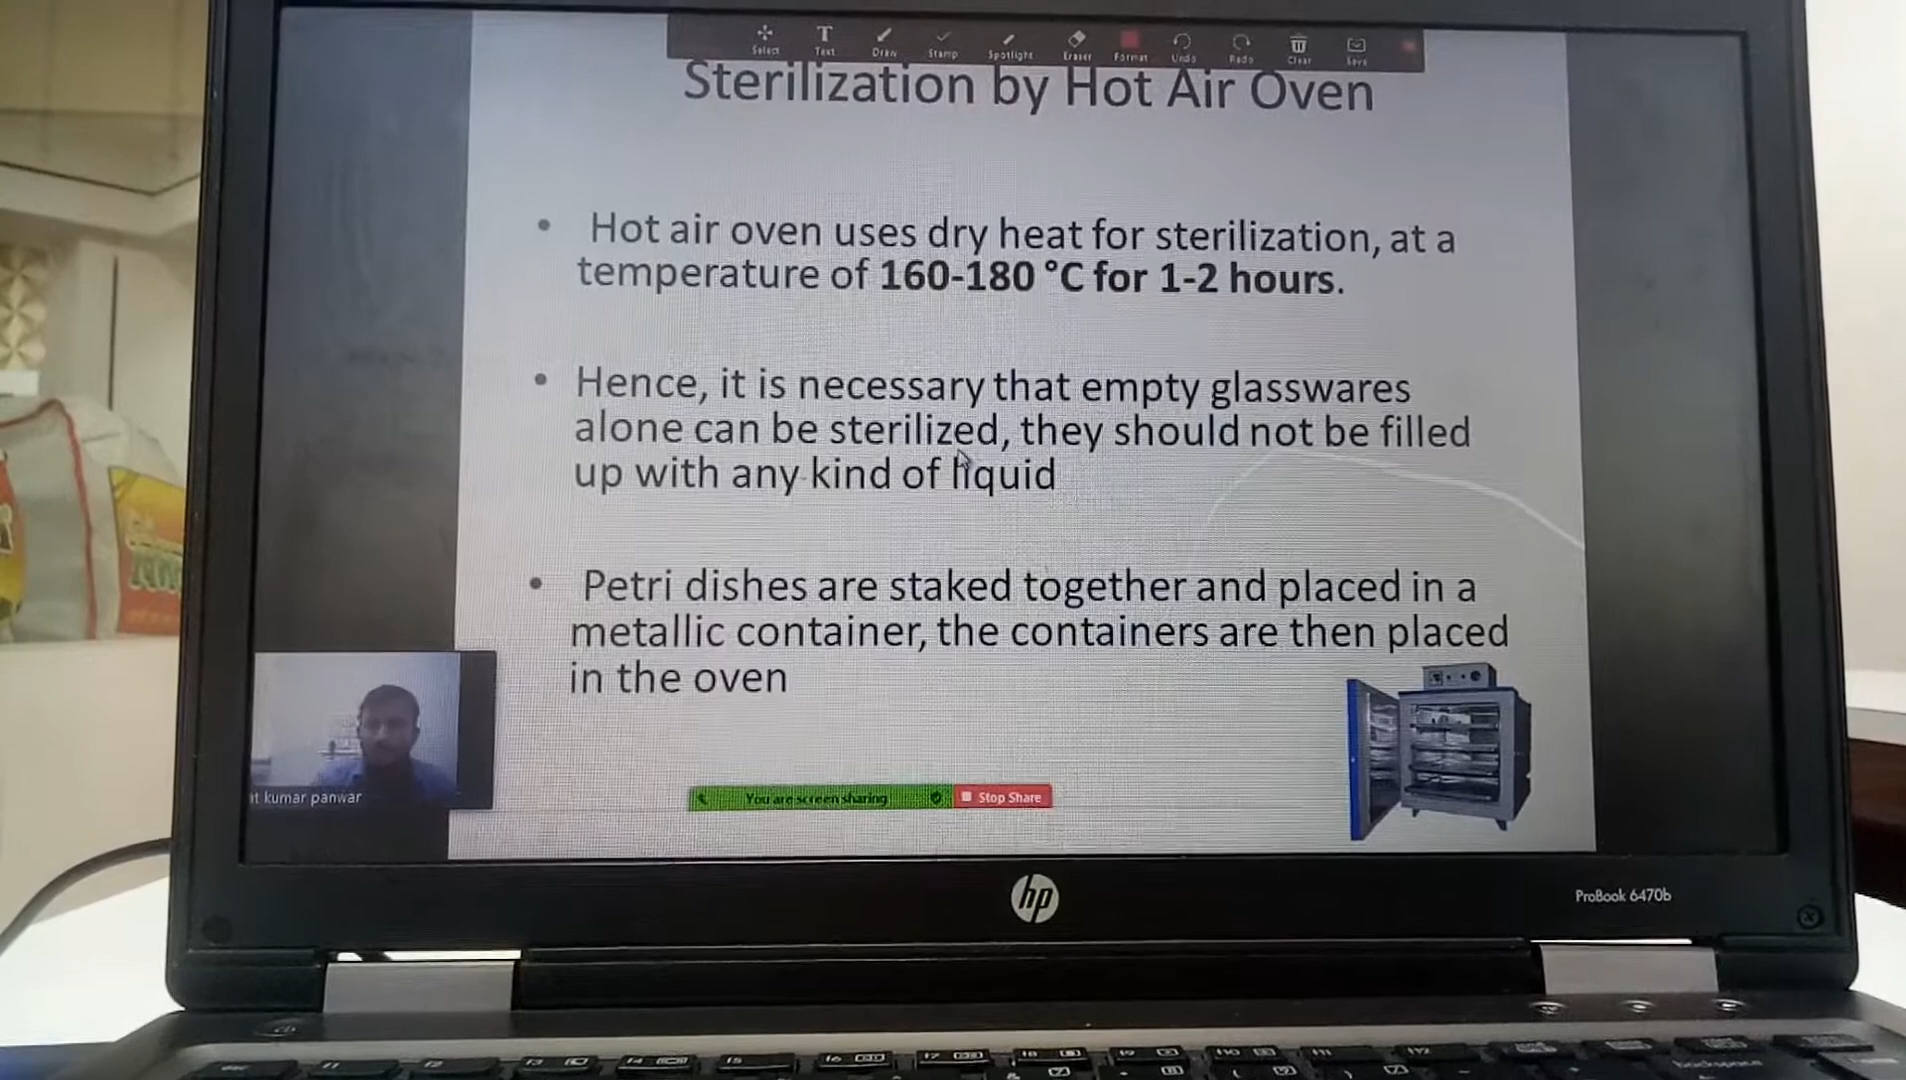 Select Text Draw Stamp Spotlight Eraser Format Undo Redo Clear Save
Sterilization by Hot Air Oven
• Hot air oven uses dry heat for sterilization, at a
temperature of 160-180 °C for 1-2 hours.
• Hence, it is necessary that empty glasswares
alone can be sterilized, they should not be filled
up with any kind of liquid
• Petri dishes are staked together and placed in a
metallic container, the containers are then placed
in the oven
t kumar panwar
You are screen sharing
Stop Share
hp
ProBook 6470b
backspace